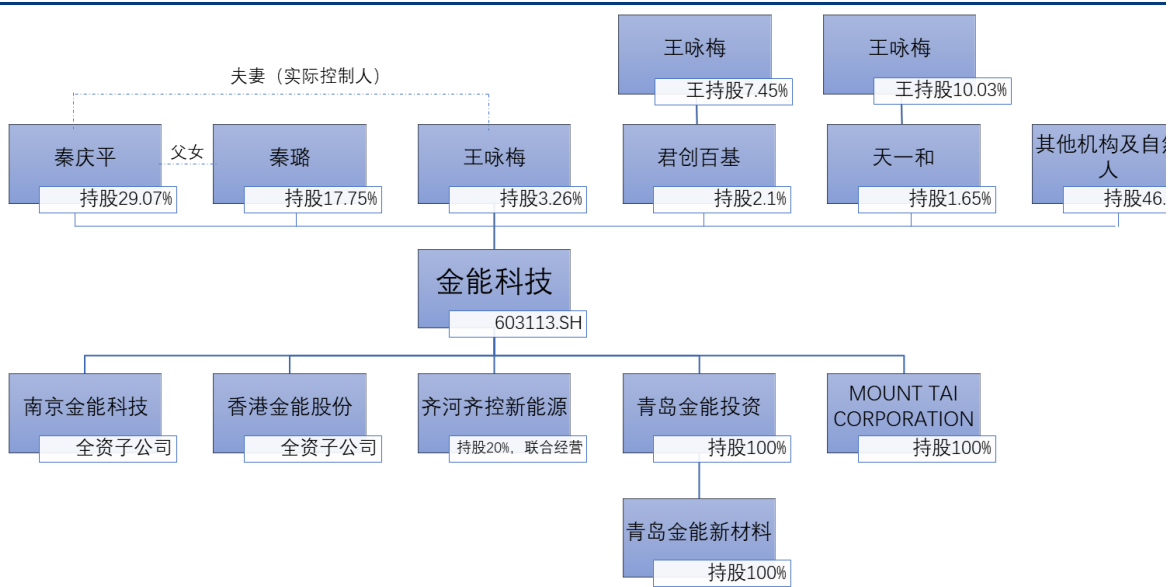 王咏梅
王咏梅
王持股7.45%
王持股10.03%
夫妻（实际控制人）
秦庆平
父女
秦璐
王咏梅
君创百基
天一和
其他机构及自
人
持股29.07%
持股17.75%
持股3.26%
持股2.1%
持股1.65%
持股46.
金能科技
603113.SH
南京金能科技
香港金能股份
齐河齐控新能源
青岛金能投资
MOUNT TAI
CORPORATION
全资子公司
全资子公司
持股20%，联合经营
持股100%
持股100%
青岛金能新材料
持股100%